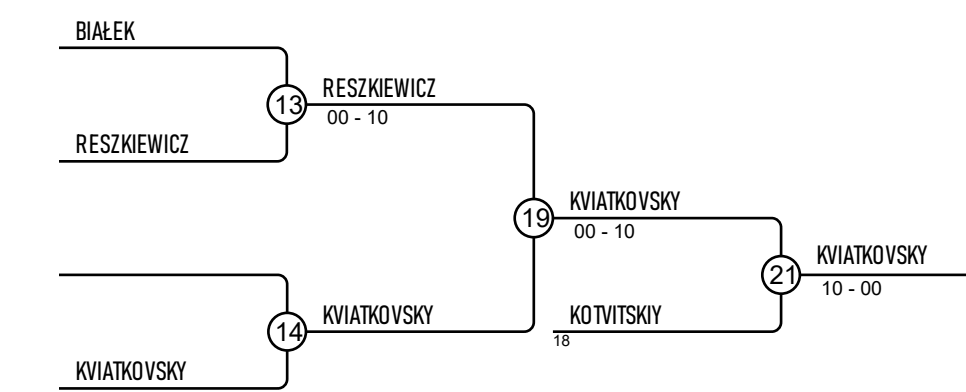 BIAŁEK
13
RESZKIEWICZ
00 - 10
RESZKIEWICZ
19
KVIATKOVSKY
00 - 10
21
KVIATKOVSKY
10 - 00
14
KVIATKOVSKY
KOTVITSKIY
18
KVIATKOVSKY